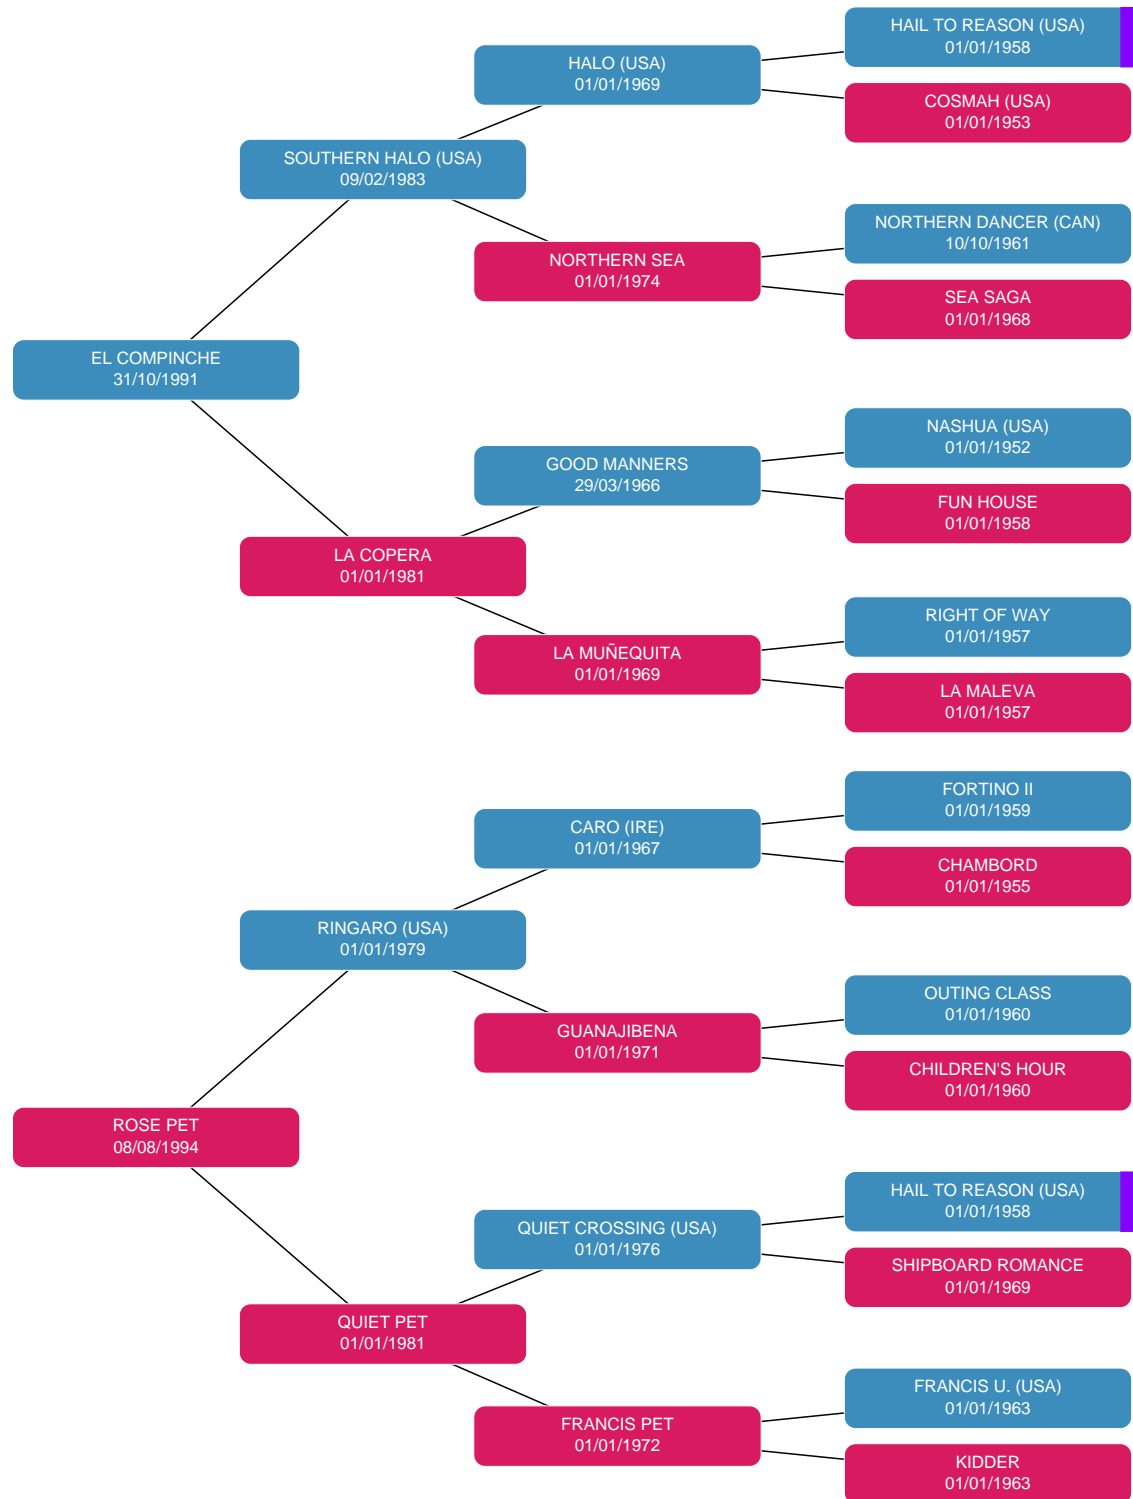 HAIL TO REASON (USA)
01/01/1958
HALO (USA)
01/01/1969
COSMAH (USA)
01/01/1953
SOUTHERN HALO (USA)
09/02/1983
NORTHERN DANCER (CAN)
10/10/1961
NORTHERN SEA
01/01/1974
SEA SAGA
01/01/1968
EL COMPINCHE
31/10/1991
NASHUA (USA)
01/01/1952
GOOD MANNERS
29/03/1966
FUN HOUSE
01/01/1958
LA COPERA
01/01/1981
RIGHT OF WAY
01/01/1957
LA MUÑEQUITA
01/01/1969
LA MALEVA
01/01/1957
FORTINO II
01/01/1959
CARO (IRE)
01/01/1967
CHAMBORD
01/01/1955
RINGARO (USA)
01/01/1979
OUTING CLASS
01/01/1960
GUANAJIBENA
01/01/1971
CHILDREN'S HOUR
01/01/1960
ROSE PET
08/08/1994
HAIL TO REASON (USA)
01/01/1958
QUIET CROSSING (USA)
01/01/1976
SHIPBOARD ROMANCE
01/01/1969
QUIET PET
01/01/1981
FRANCIS U. (USA)
01/01/1963
FRANCIS PET
01/01/1972
KIDDER
01/01/1963